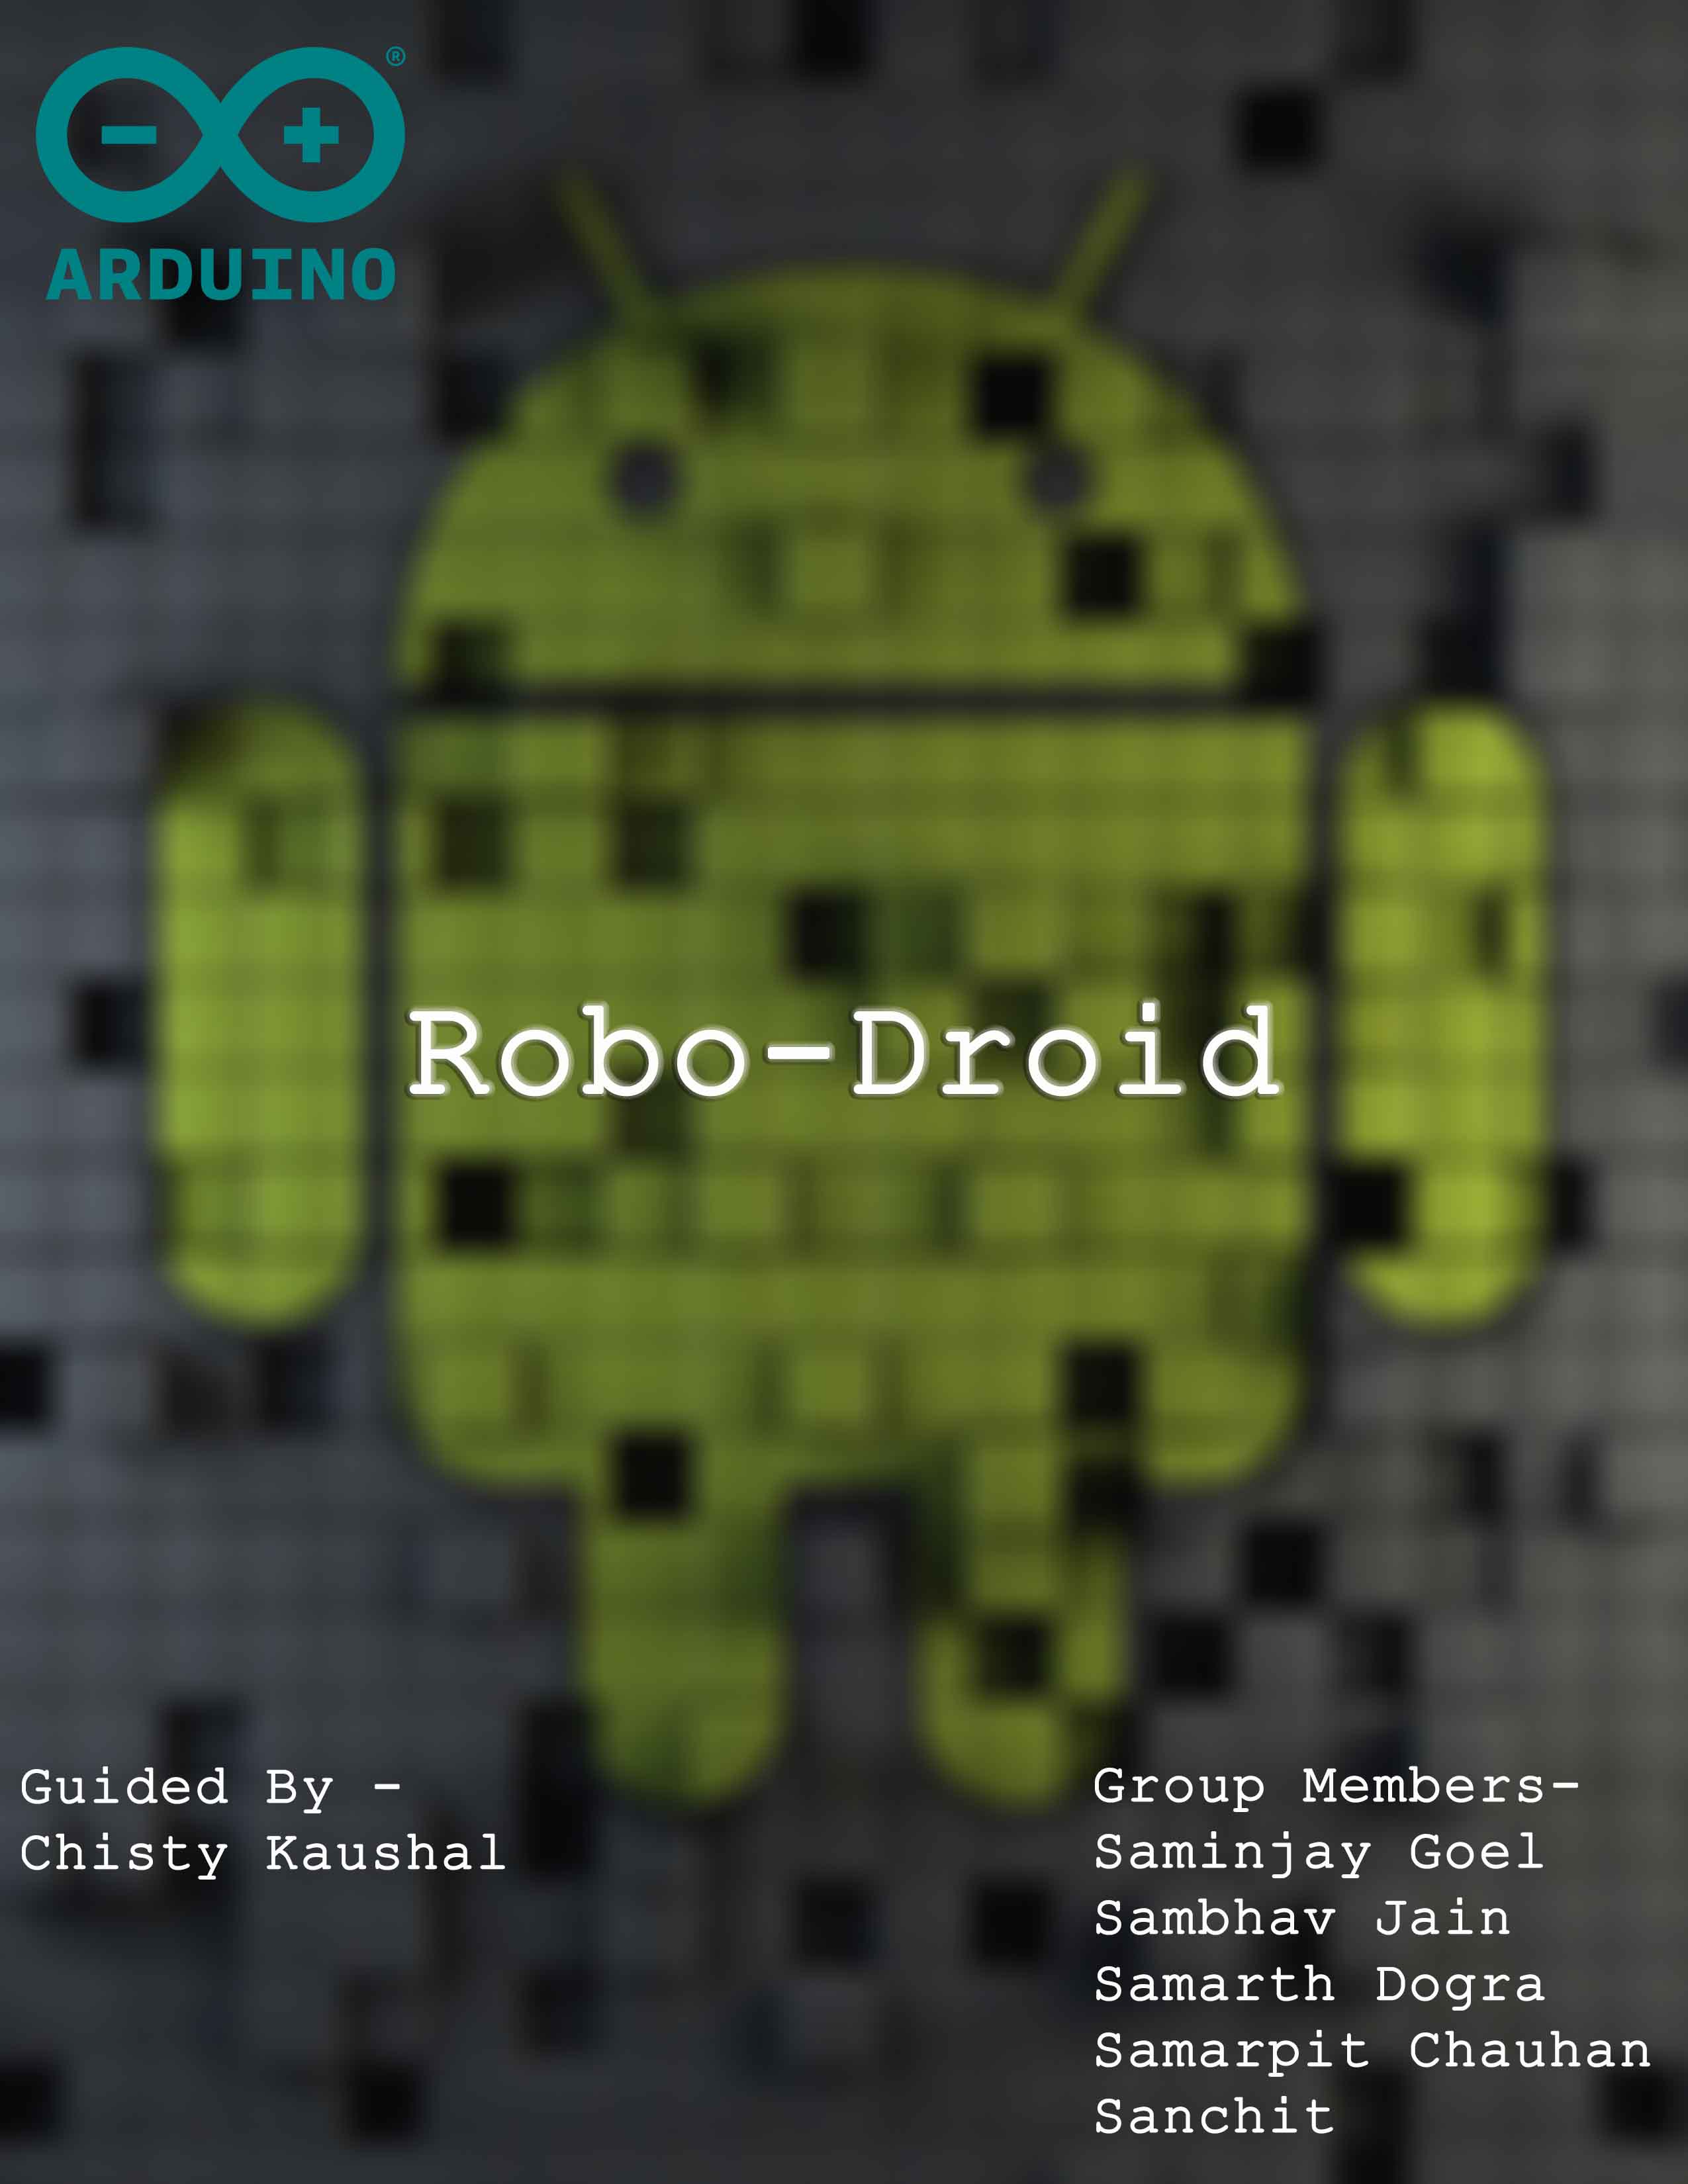 ®
ARDUINO
Robo-Droid
Guided By -
Chisty Kaushal
Group Members-
Saminjay Goel
Sambhav Jain
Samarth Dogra
Samarpit Chauhan
Sanchit